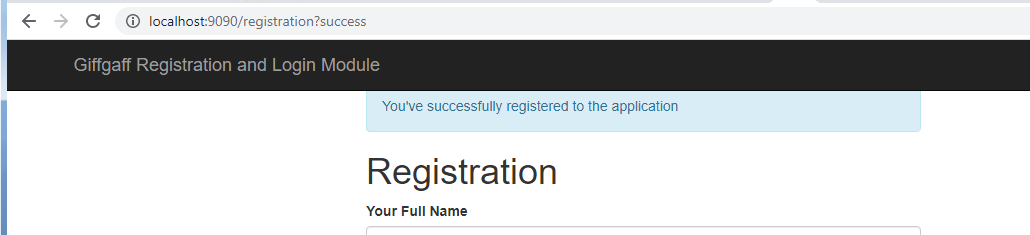 localhost:9090/registration?success
Giffgaff Registration and Login Module
You've successfully registered to the application
Registration
Your Full Name